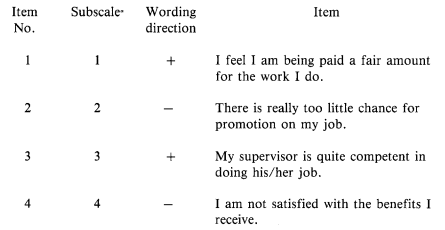 Item Subscale- Wording Item
No. direction
1 1 + I feel I am being paid a fair amount
for the work I do.
2 2 − There is really too little chance for
promotion on my job.
3 3 + My supervisor is quite competent in
doing his/her job.
4 4 − I am not satisfied with the benefits I
receive.